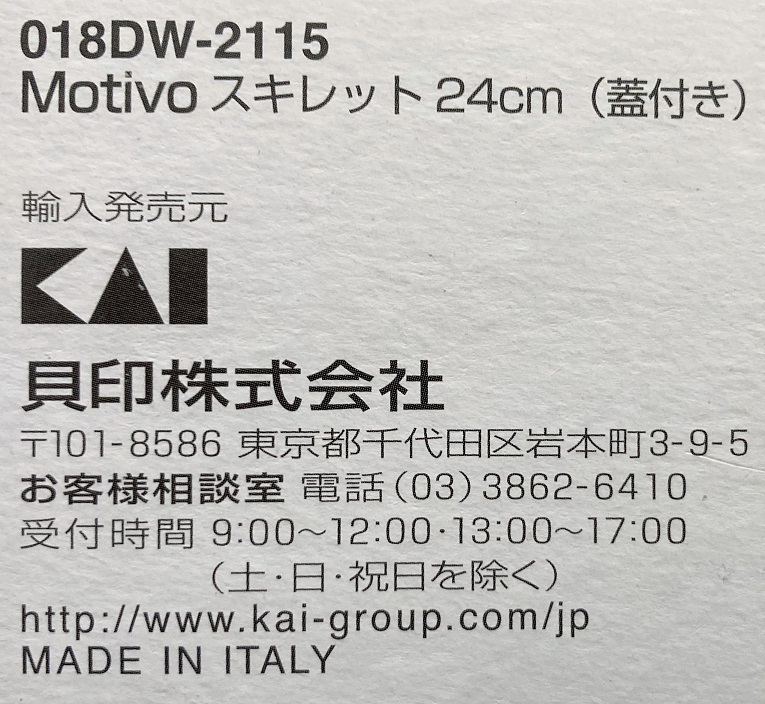 018DW-2115
Motivo スキレット 24cm（蓋付き）
輸入発売元
KAI
貝印株式会社
〒101-8586 東京都千代田区岩本町3-9-5
お客様相談室 電話(03)3862-6410
受付時間 9:00～12:00·13:00～17:00
（土·日·祝日を除く）
http://www.kai-group.com/jp
MADE IN ITALY